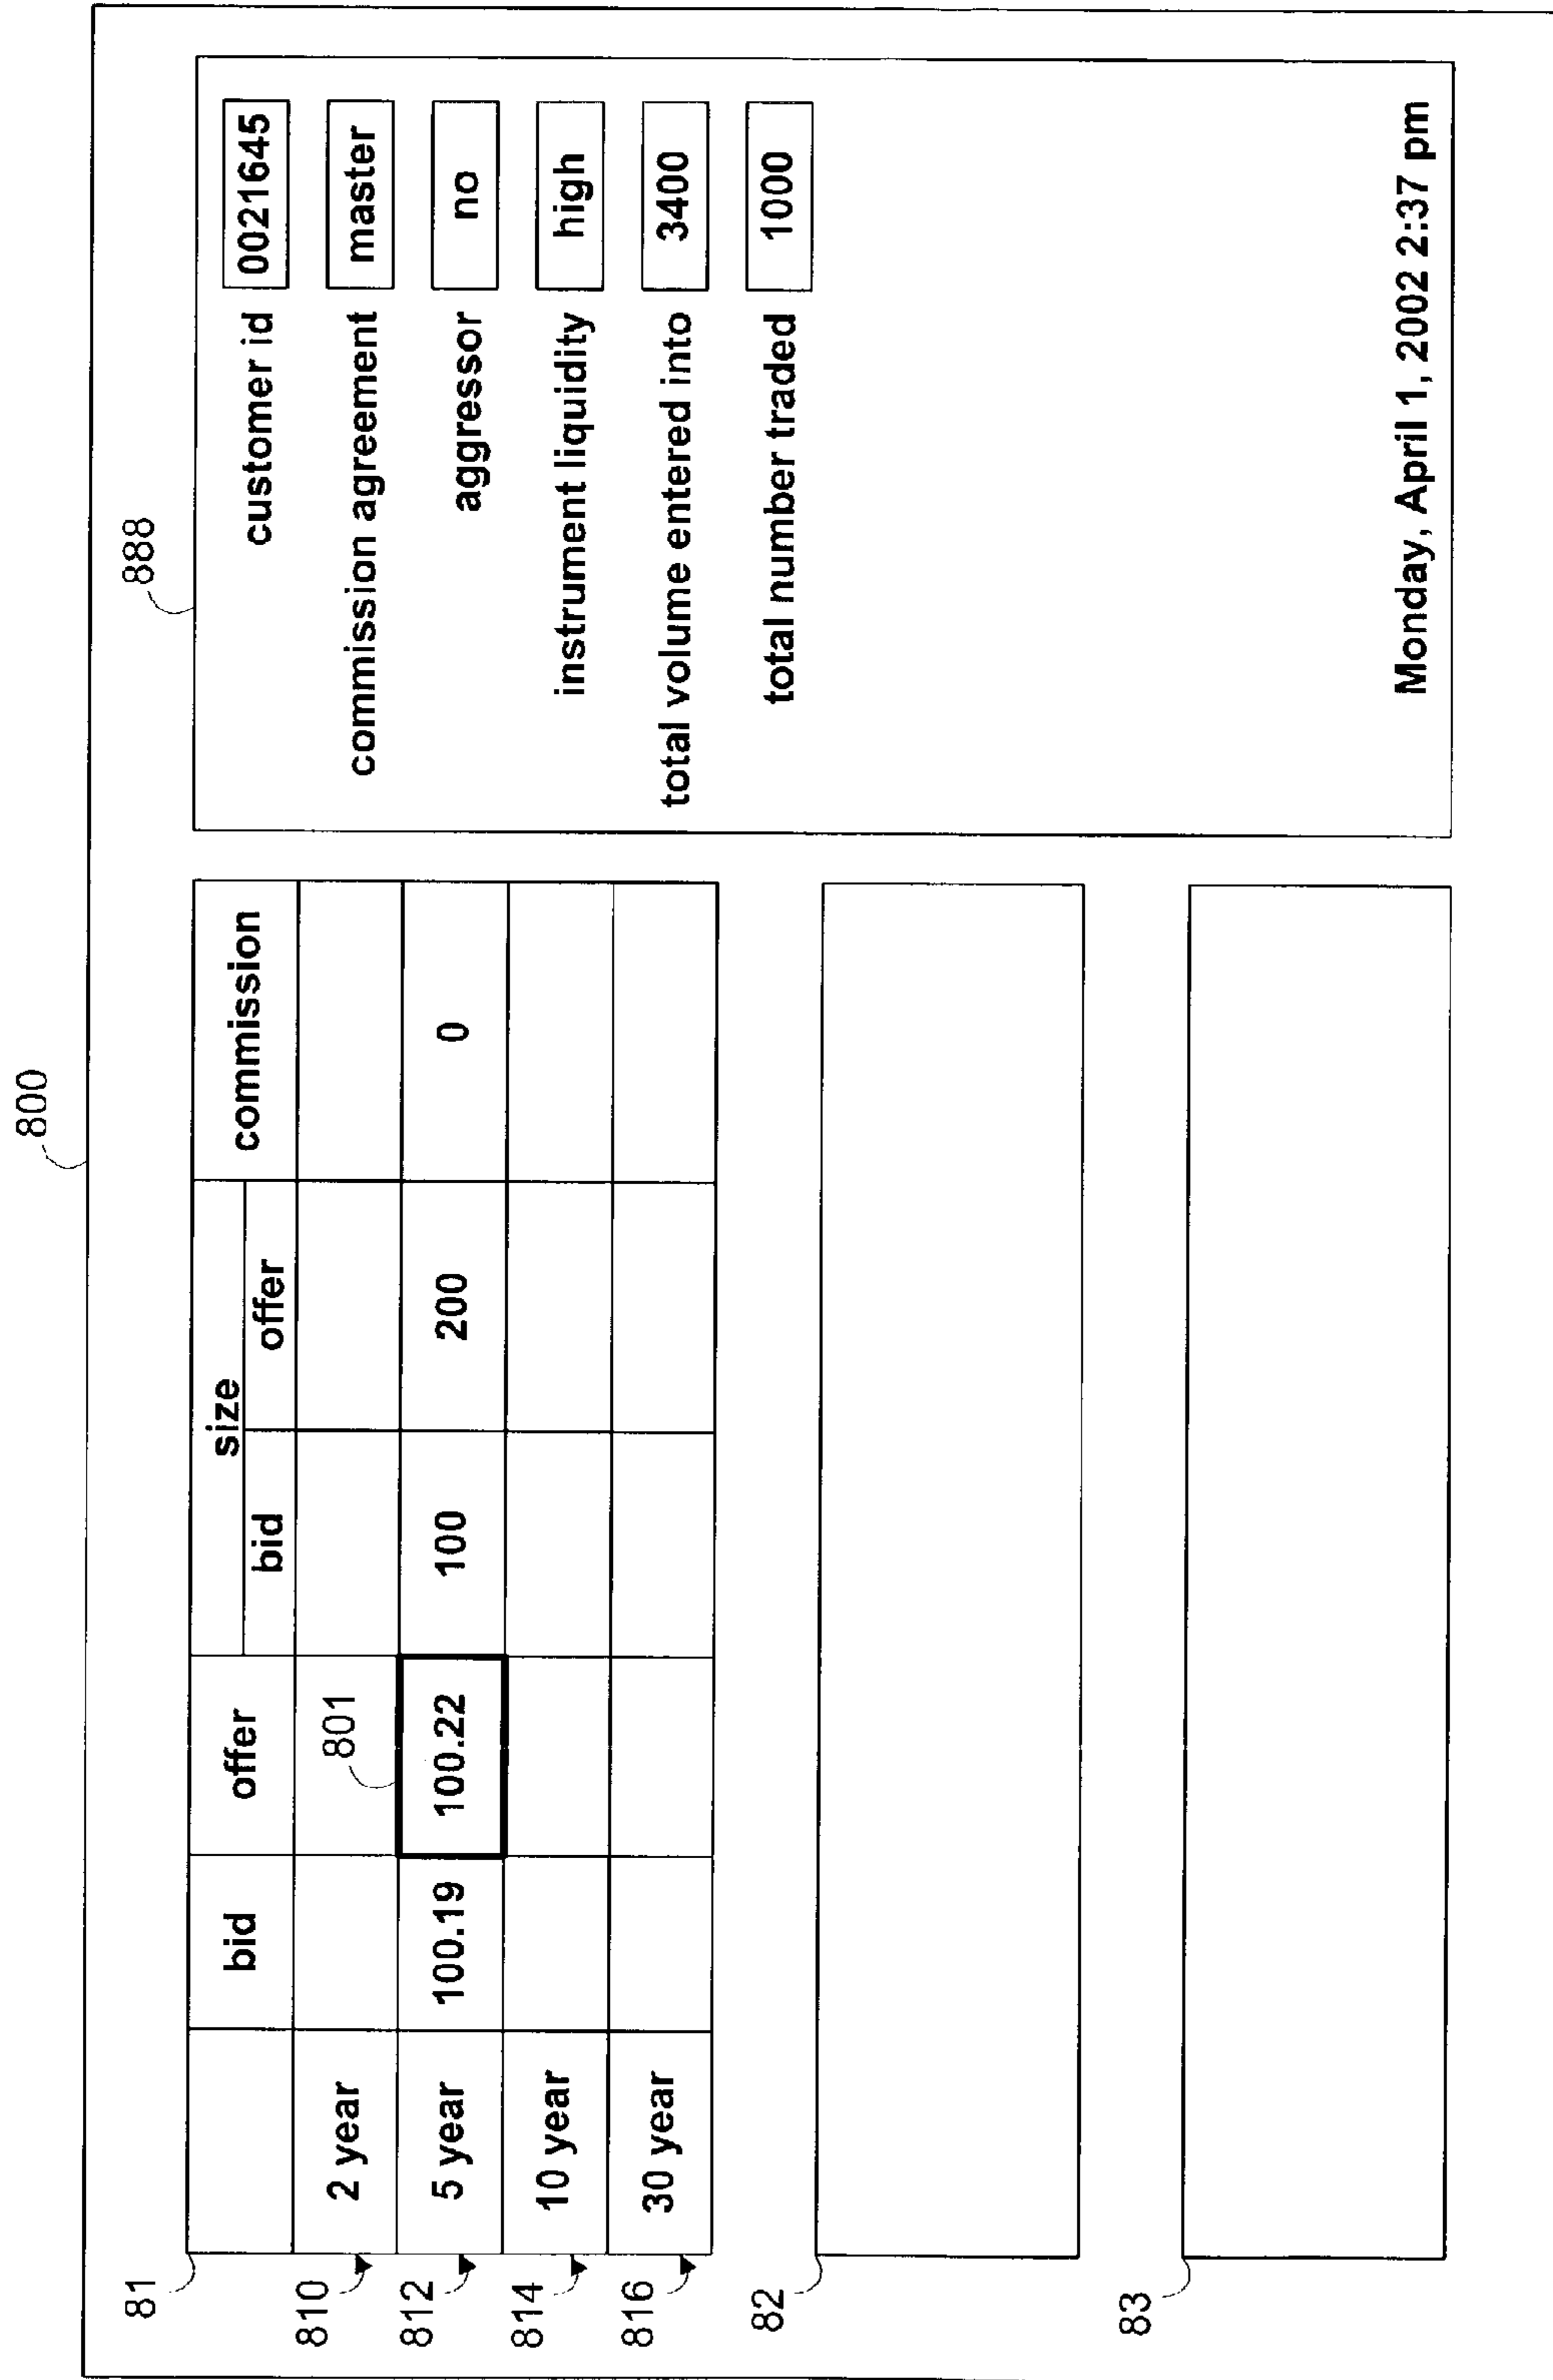 800
888
81
bid offer size commission
bid offer
810 2 year
801
812 5 year 100.19 100.22 100 200 0
814 10 year
816 30 year
82
83
customer id 0021645
commission agreement master
aggressor no
instrument liquidity high
total volume entered into 3400
total number traded 1000
Monday, April 1, 2002 2:37 pm